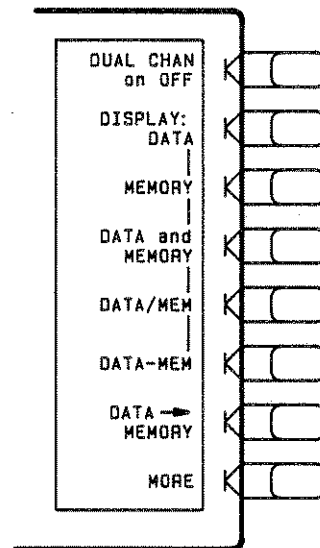 DUAL CHAN
on OFF
DISPLAY:
DATA
MEMORY
DATA and
MEMORY
DATA/MEM
DATA-MEM
DATA →
MEMORY
MORE